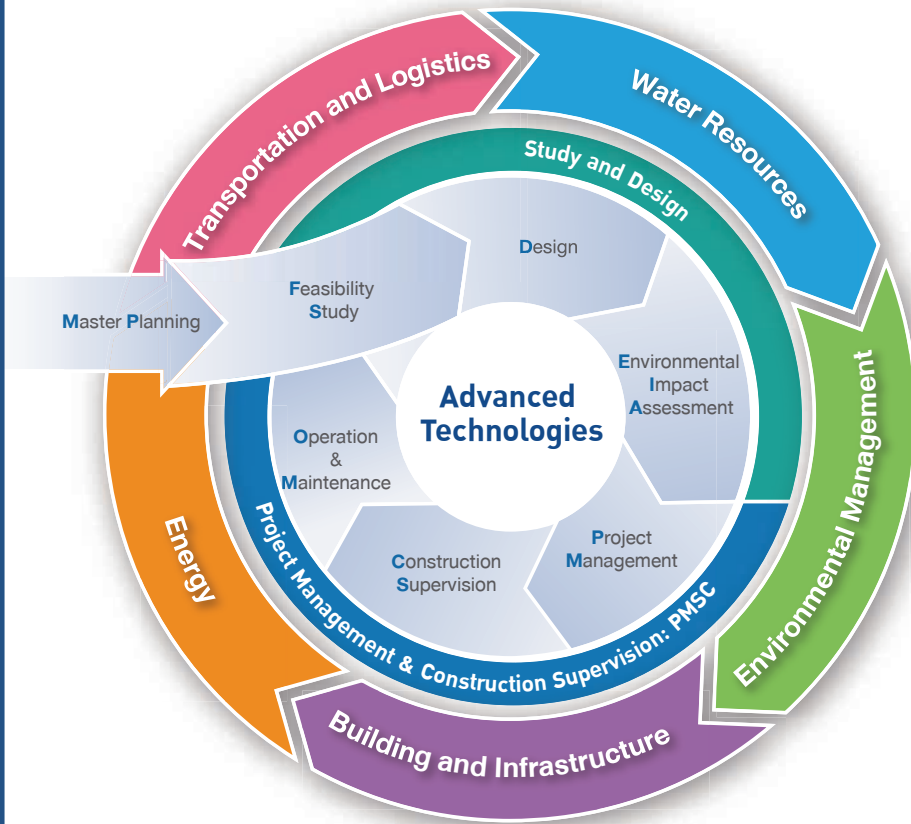 Transportation and Logistics
Water Resources
Study and Design
Design
Feasibility
Study
Master Planning
Environmental
Impact
Assessment
Advanced
Technologies
Operation
&
Maintenance
Project
Management
Construction
Supervision
Project Management & Construction Supervision: PMSC
Energy
Environmental Management
Building and Infrastructure